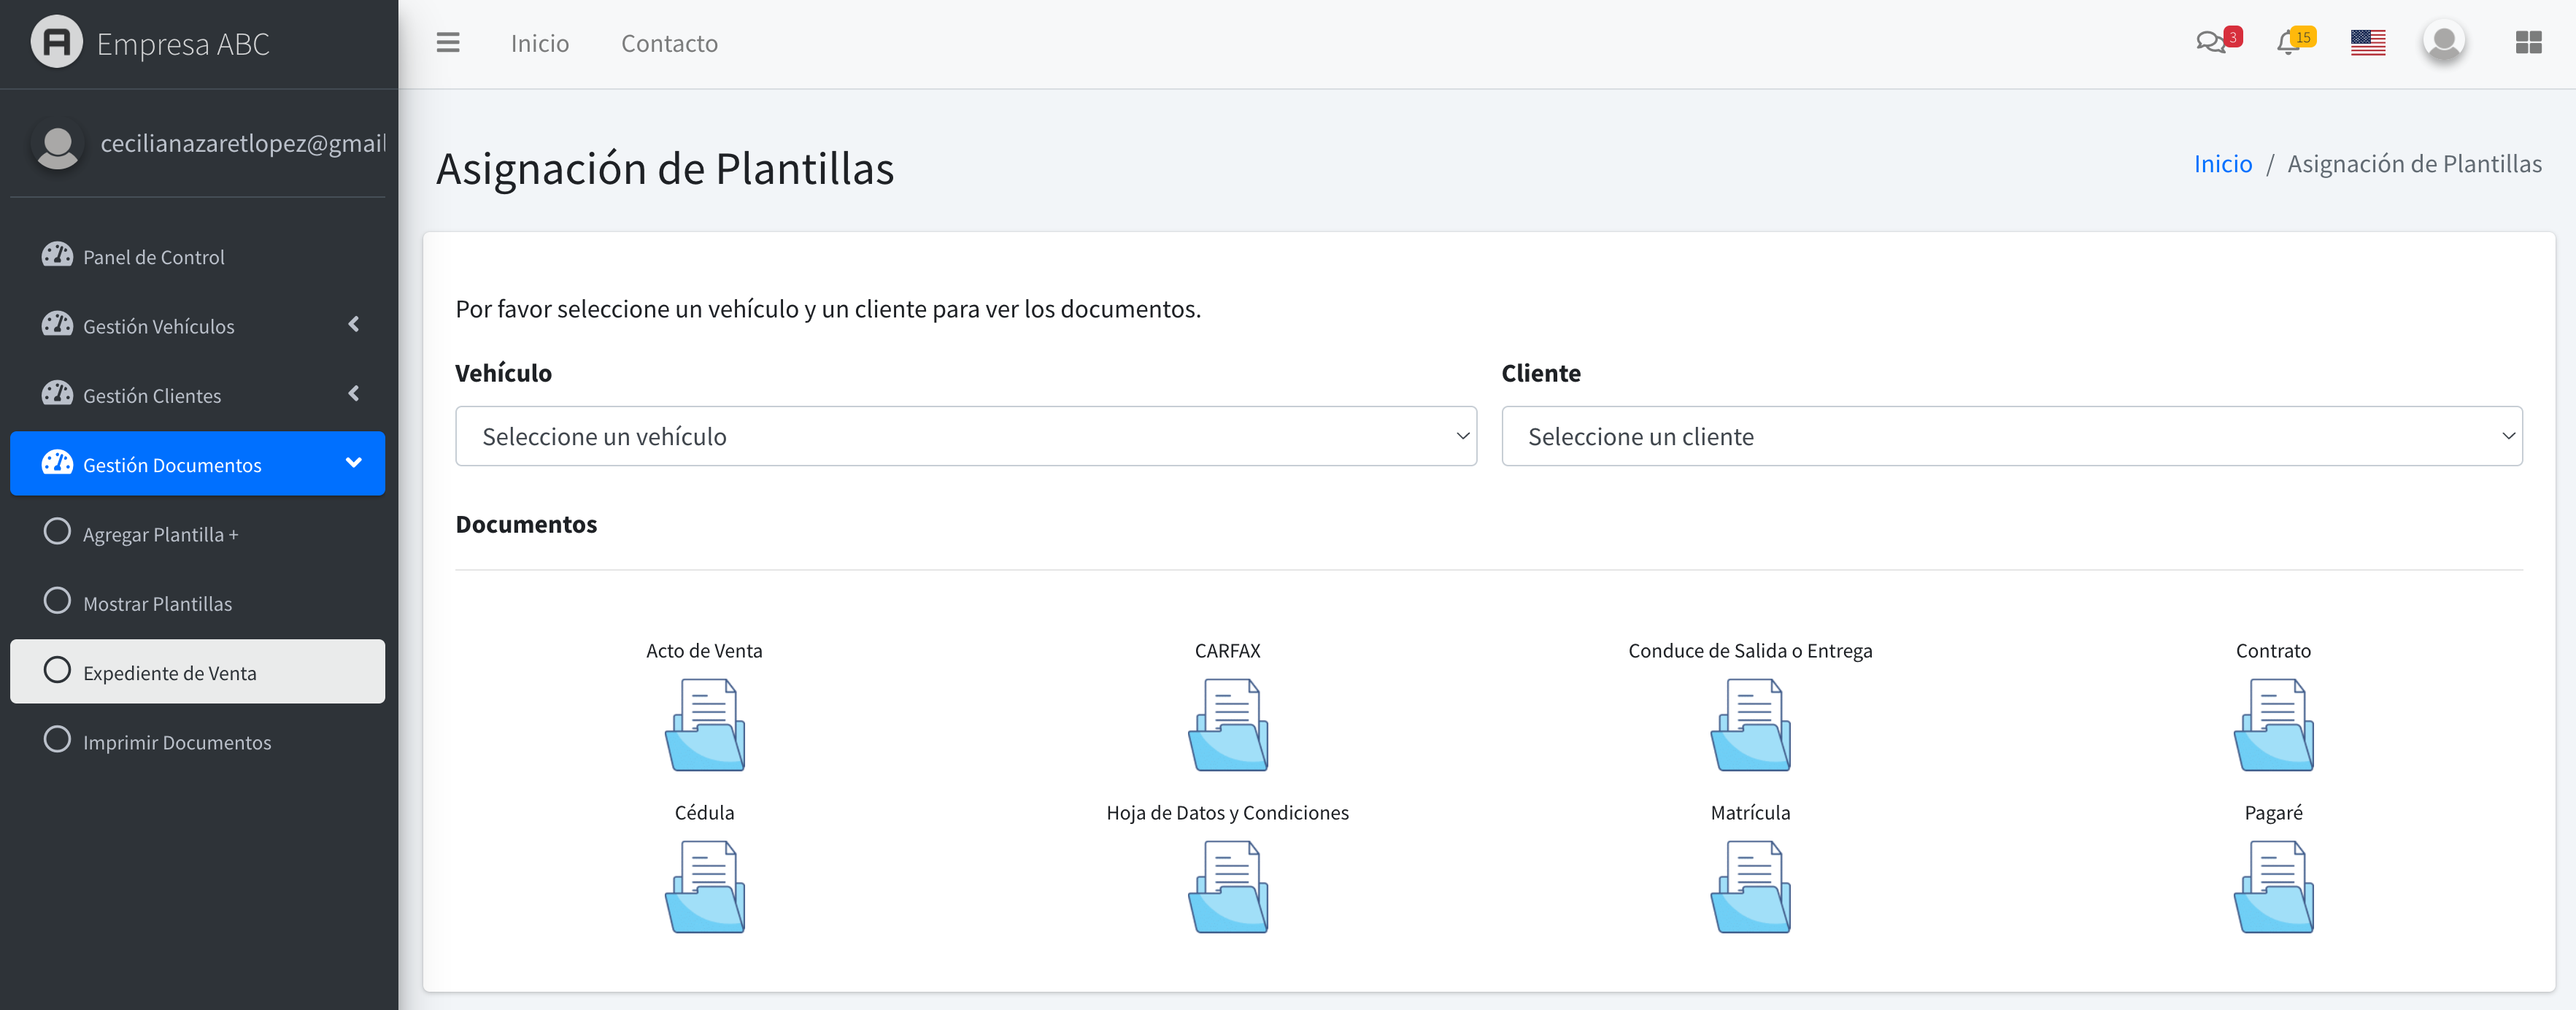 Empresa ABC
Inicio
Contacto
3
15
cecilianazaretlopez@gmail
Panel de Control
Gestión Vehículos
Gestión Clientes
Gestión Documentos
Agregar Plantilla +
Mostrar Plantillas
Expediente de Venta
Imprimir Documentos
Asignación de Plantillas
Inicio / Asignación de Plantillas
Por favor seleccione un vehículo y un cliente para ver los documentos.
Vehículo
Seleccione un vehículo
Cliente
Seleccione un cliente
Documentos
Acto de Venta
CARFAX
Conduce de Salida o Entrega
Contrato
Cédula
Hoja de Datos y Condiciones
Matrícula
Pagaré